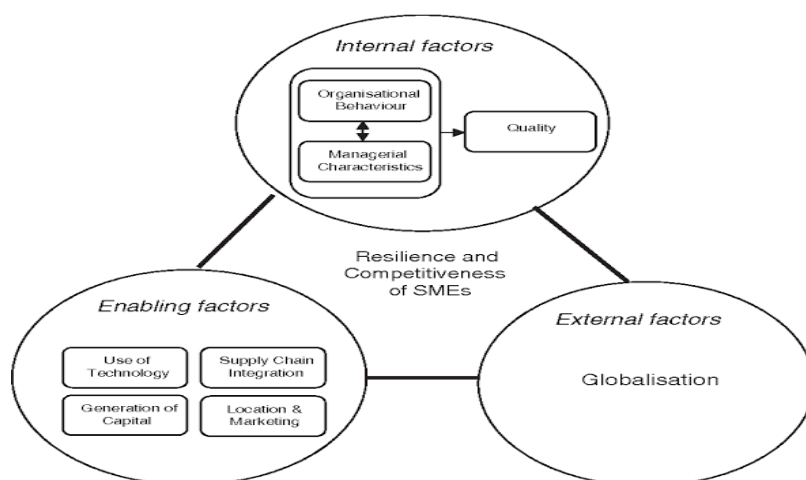 Internal factors
Organisational
Behaviour
Managerial
Characteristics
Quality
Resilience and
Competitiveness
of SMEs
Enabling factors
Use of
Technology
Supply Chain
Integration
Generation of
Capital
Location &
Marketing
External factors
Globalisation